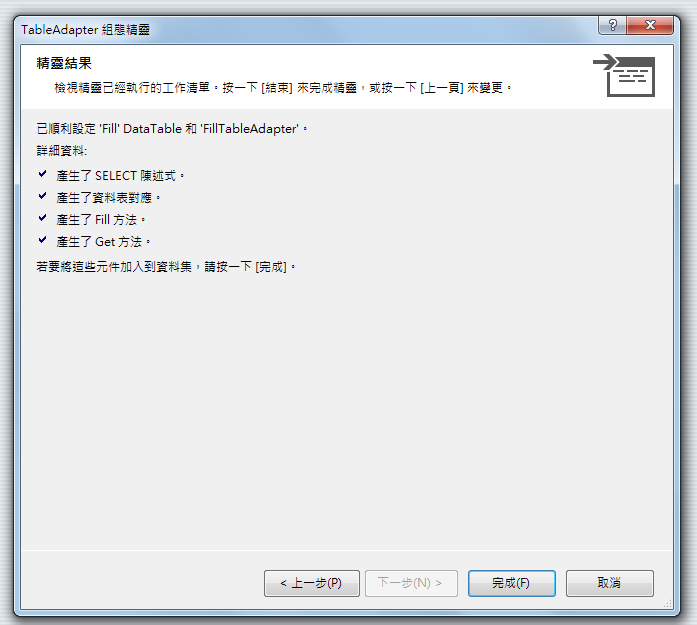 TableAdapter 組態精靈
精靈結果
檢視精靈已經執行的工作清單。按一下 [結束] 來完成精靈，或按一下 [上一頁] 來變更。
已順利設定 'Fill' DataTable 和 'FillTableAdapter'。
詳細資料:
產生了 SELECT 陳述式。
產生了資料表對應。
產生了 Fill 方法。
產生了 Get 方法。
若要將這些元件加入到資料集，請按一下 [完成]。
< 上一步(P) 下一步(N) > 完成(F) 取消